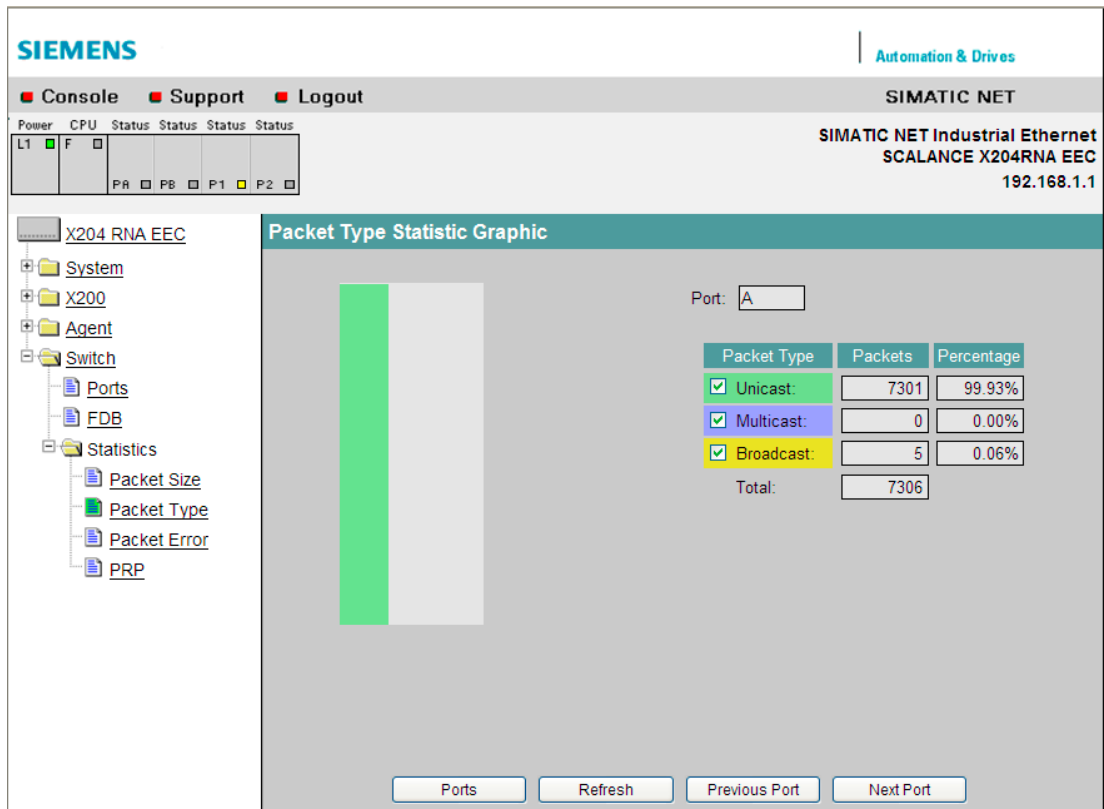 SIEMENS
Automation & Drives
Console Support Logout SIMATIC NET
Power CPU Status Status Status Status
L1 F
PA PB P1 P2
SIMATIC NET Industrial Ethernet
SCALANCE X204RNA EEC
192.168.1.1
X204 RNA EEC
System
X200
Agent
Switch
Ports
FDB
Statistics
Packet Size
Packet Type
Packet Error
PRP
Packet Type Statistic Graphic
Port: A
Packet Type Packets Percentage
Unicast: 7301 99.93%
Multicast: 0 0.00%
Broadcast: 5 0.06%
Total: 7306
Ports Refresh Previous Port Next Port